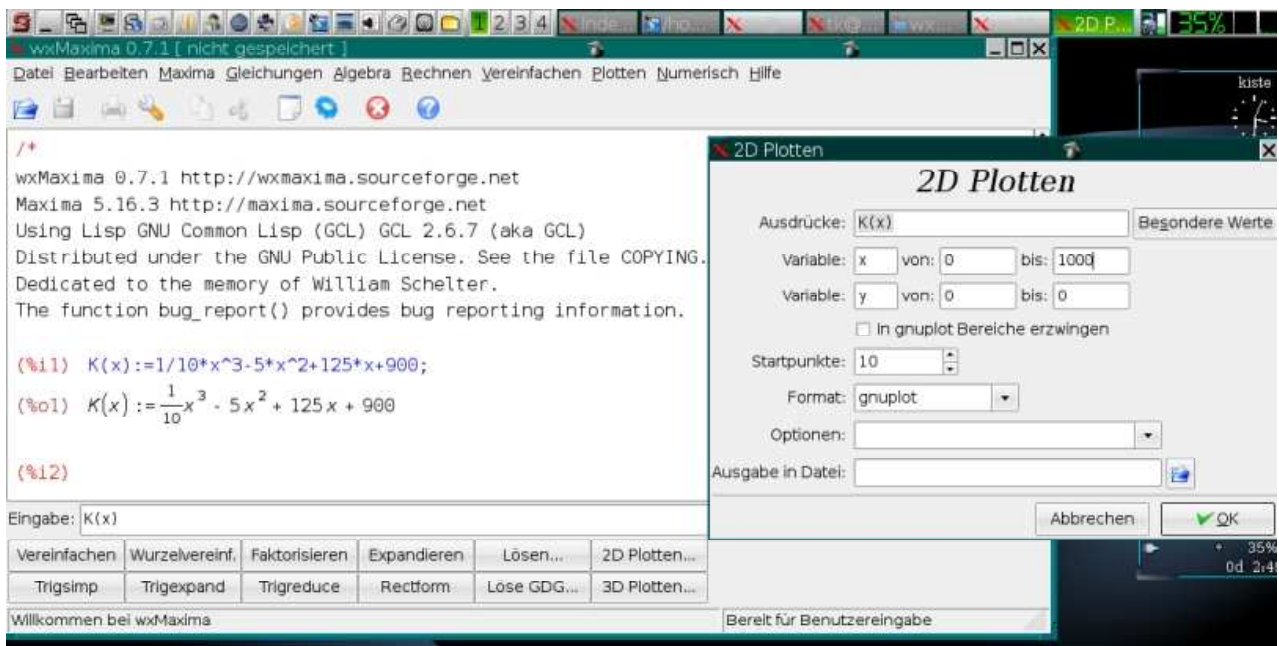 1 2 3 4
35%
wxMaxima 0.7.1 [ nicht gespeichert ]
Datei Bearbeiten Maxima Gleichungen Algebra Rechnen Vereinfachen Plotten Numerisch Hilfe
kiste
/*
wxMaxima 0.7.1 http://wxmaxima.sourceforge.net
Maxima 5.16.3 http://maxima.sourceforge.net
Using Lisp GNU Common Lisp (GCL) GCL 2.6.7 (aka GCL)
Distributed under the GNU Public License. See the file COPYING.
Dedicated to the memory of William Schelter.
The function bug_report() provides bug reporting information.
(%i1) K(x):=1/10*x^3-5*x^2+125*x+900;
(%o1) K(x):=1/10 x^3 - 5 x^2 + 125 x + 900
(%i2)
Eingabe: K(x)
Vereinfachen Wurzelvereinf. Faktorisieren Expandieren Lösen... 2D Plotten...
Trigsimp Trigexpand Trigreduce Rectform Löse GDG... 3D Plotten...
Willkommen bei wxMaxima
Bereit für Benutzereingabe
2D Plotten
2D Plotten
Ausdrücke: K(x) Besondere Werte
Variable: x von: 0 bis: 1000
Variable: y von: 0 bis: 0
In gnuplot Bereiche erzwingen
Startpunkte: 10
Format: gnuplot
Optionen:
Ausgabe in Datei:
Abbrechen OK
35%